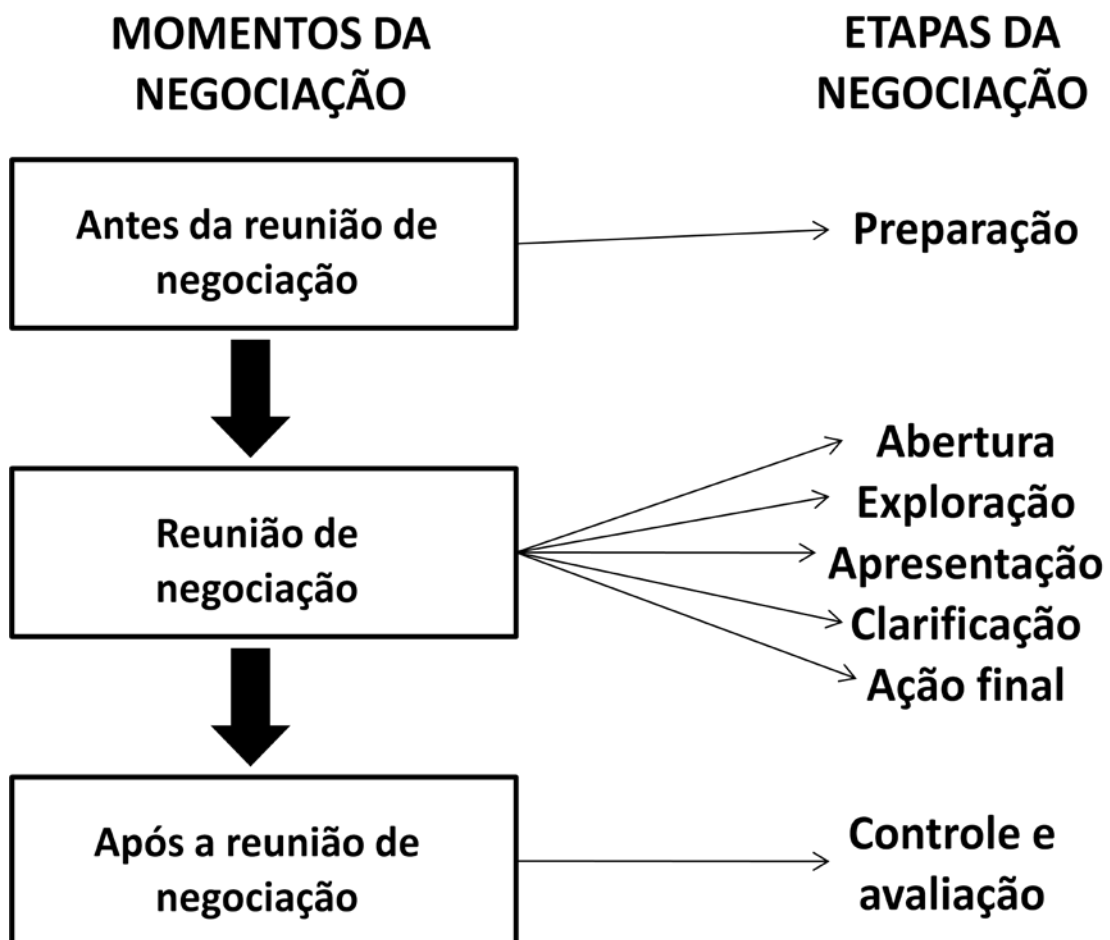 MOMENTOS DA
NEGOCIAÇÃO
ETAPAS DA
NEGOCIAÇÃO
Antes da reunião de
negociação
Preparação
Reunião de
negociação
Abertura
Exploração
Apresentação
Clarificação
Ação final
Após a reunião de
negociação
Controle e
avaliação